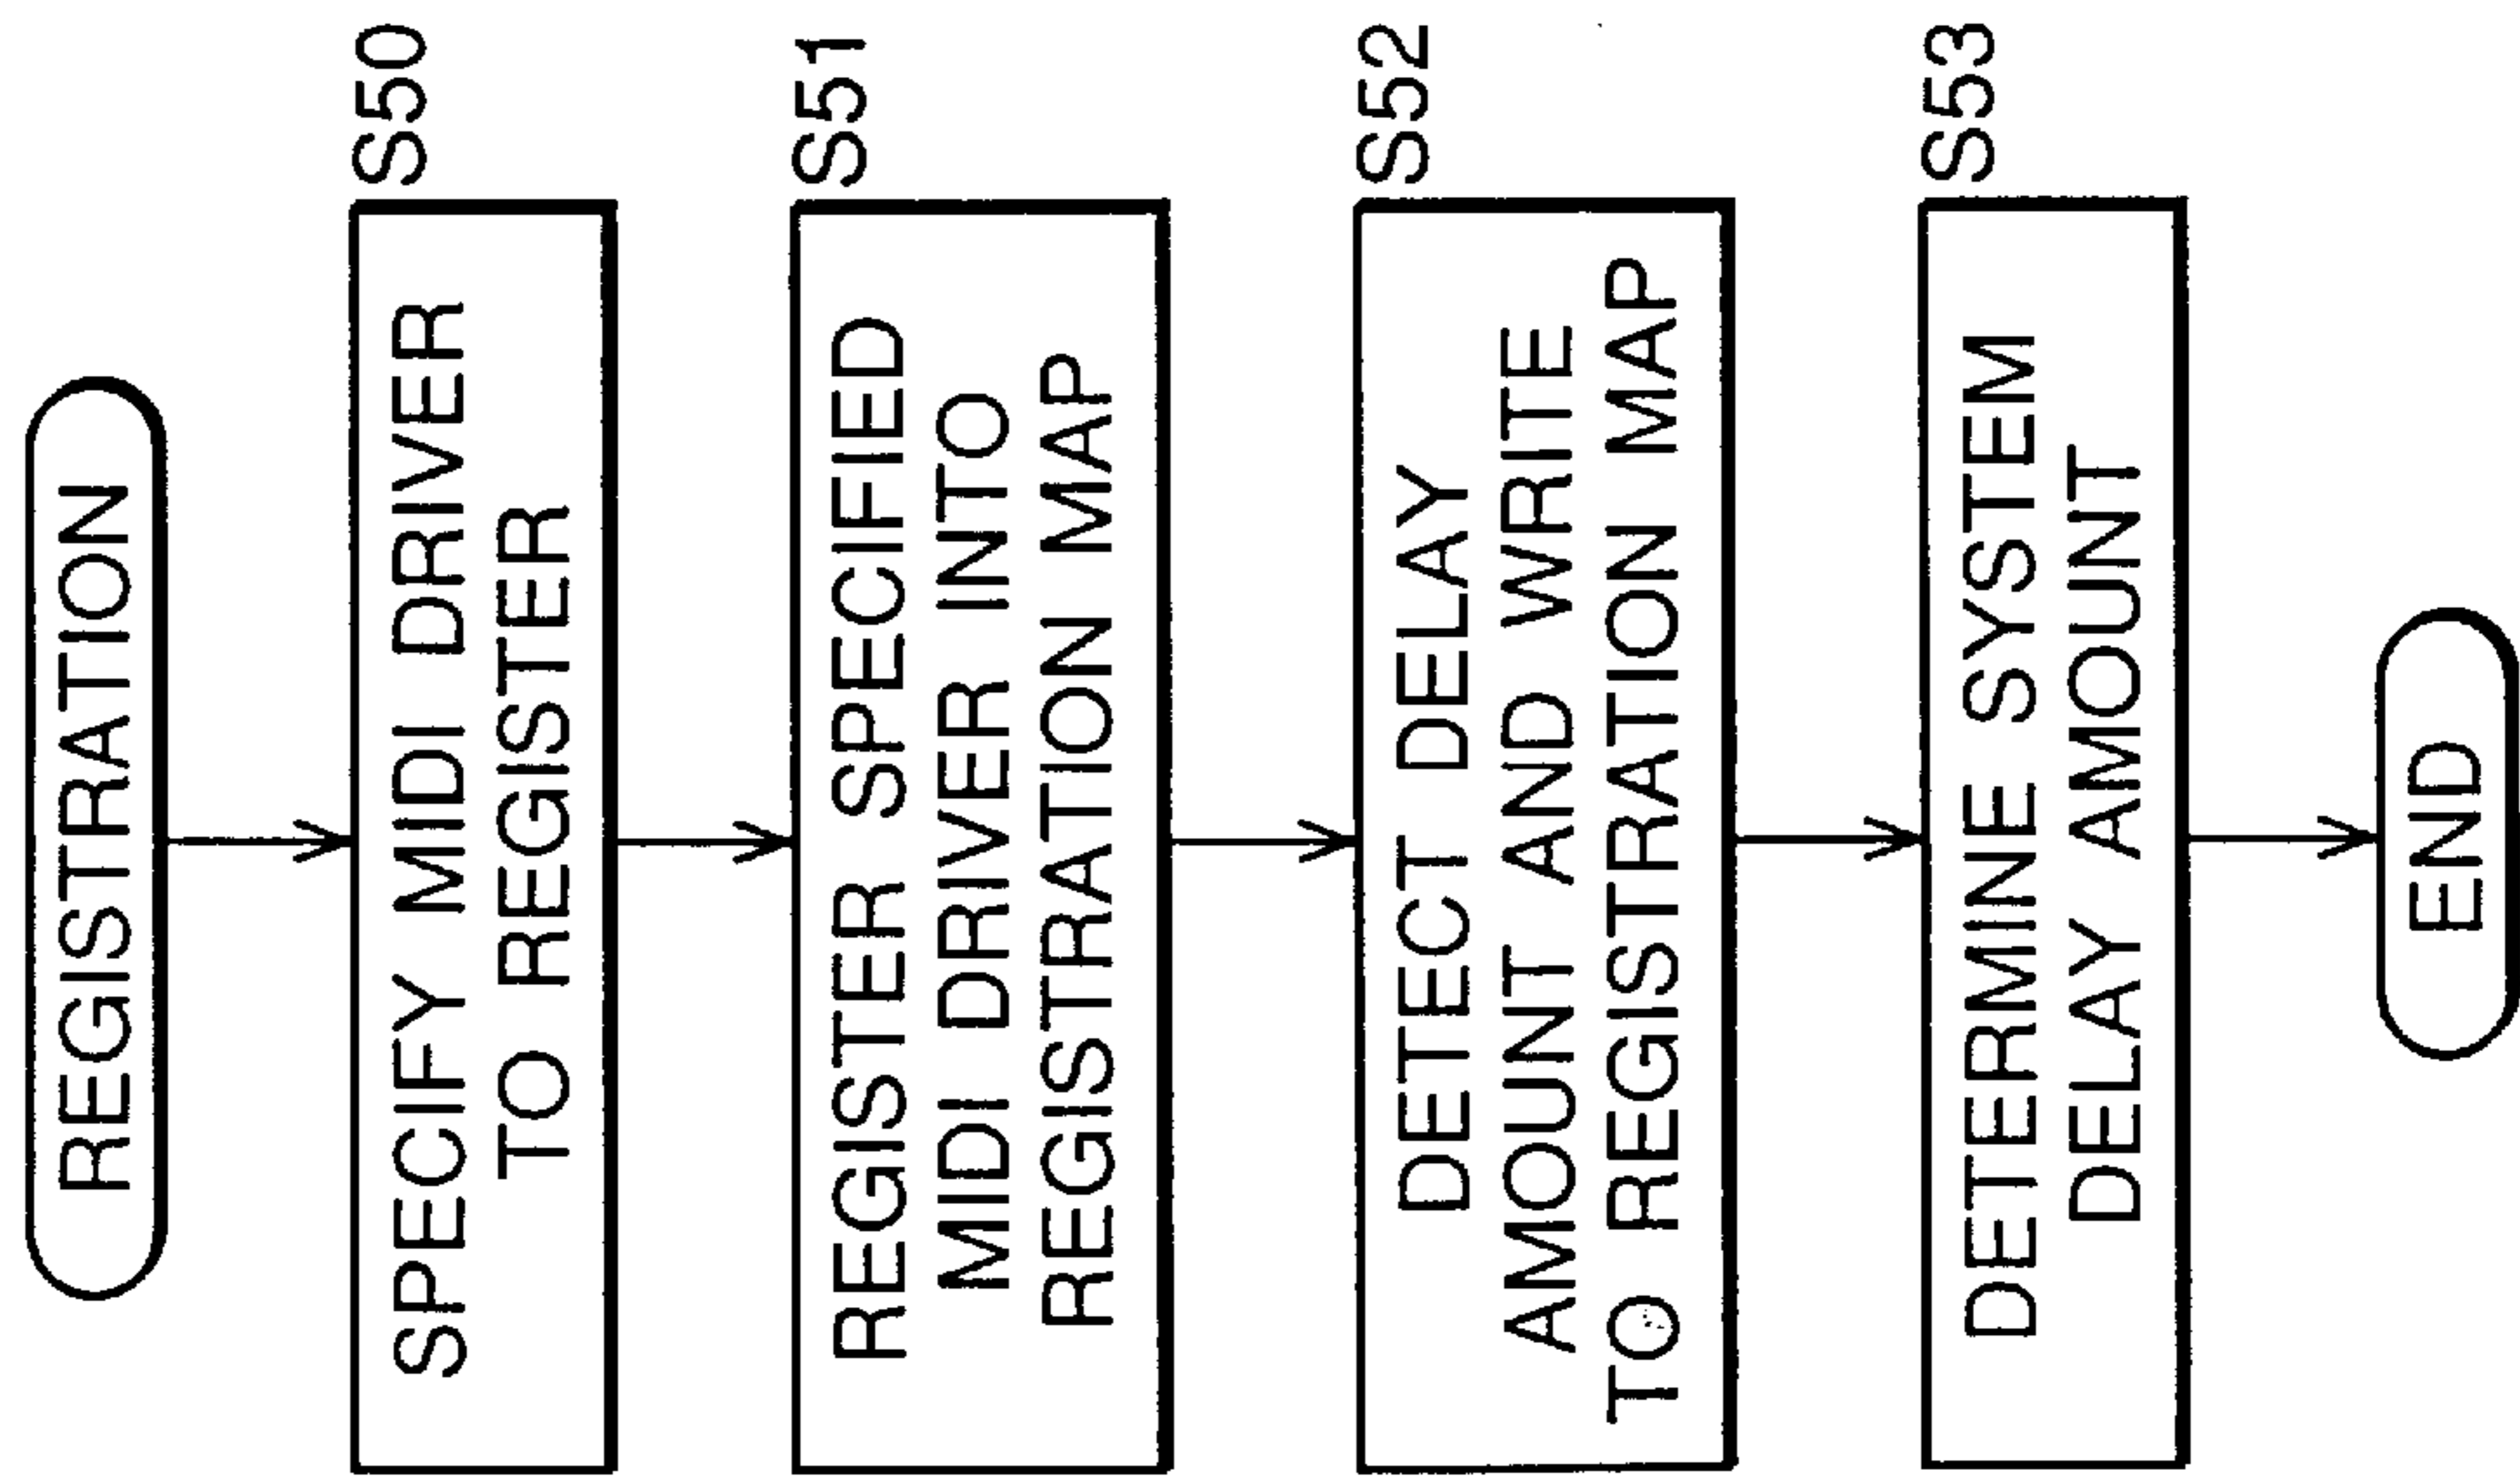 REGISTRATION
S50
SPECIFY MIDI DRIVER
TO REGISTER
S51
REGISTER SPECIFIED
MIDI DRIVER INTO
REGISTRATION MAP
S52
DETECT DELAY
AMOUNT AND WRITE
TO REGISTRATION MAP
S53
DETERMINE SYSTEM
DELAY AMOUNT
END